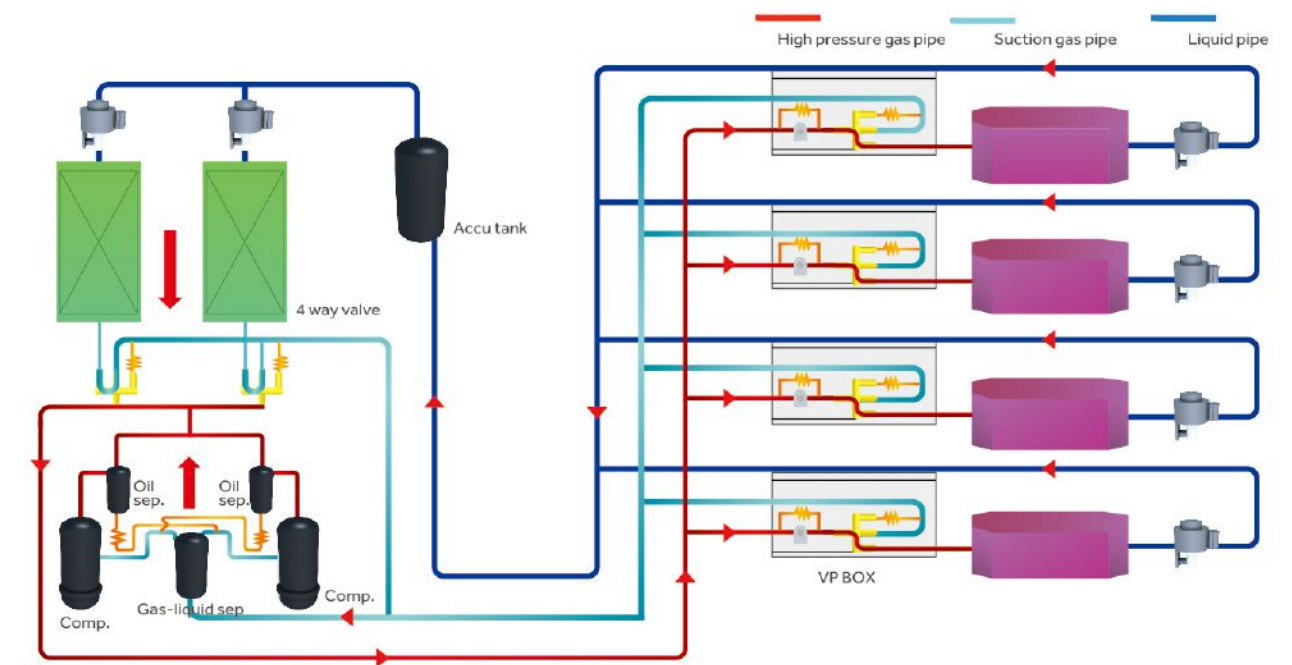 High pressure gas pipe
Suction gas pipe
Liquid pipe
Accu tank
4 way valve
Oil
sep.
Oil
sep.
Gas-liquid sep
Comp.
Comp.
VP BOX